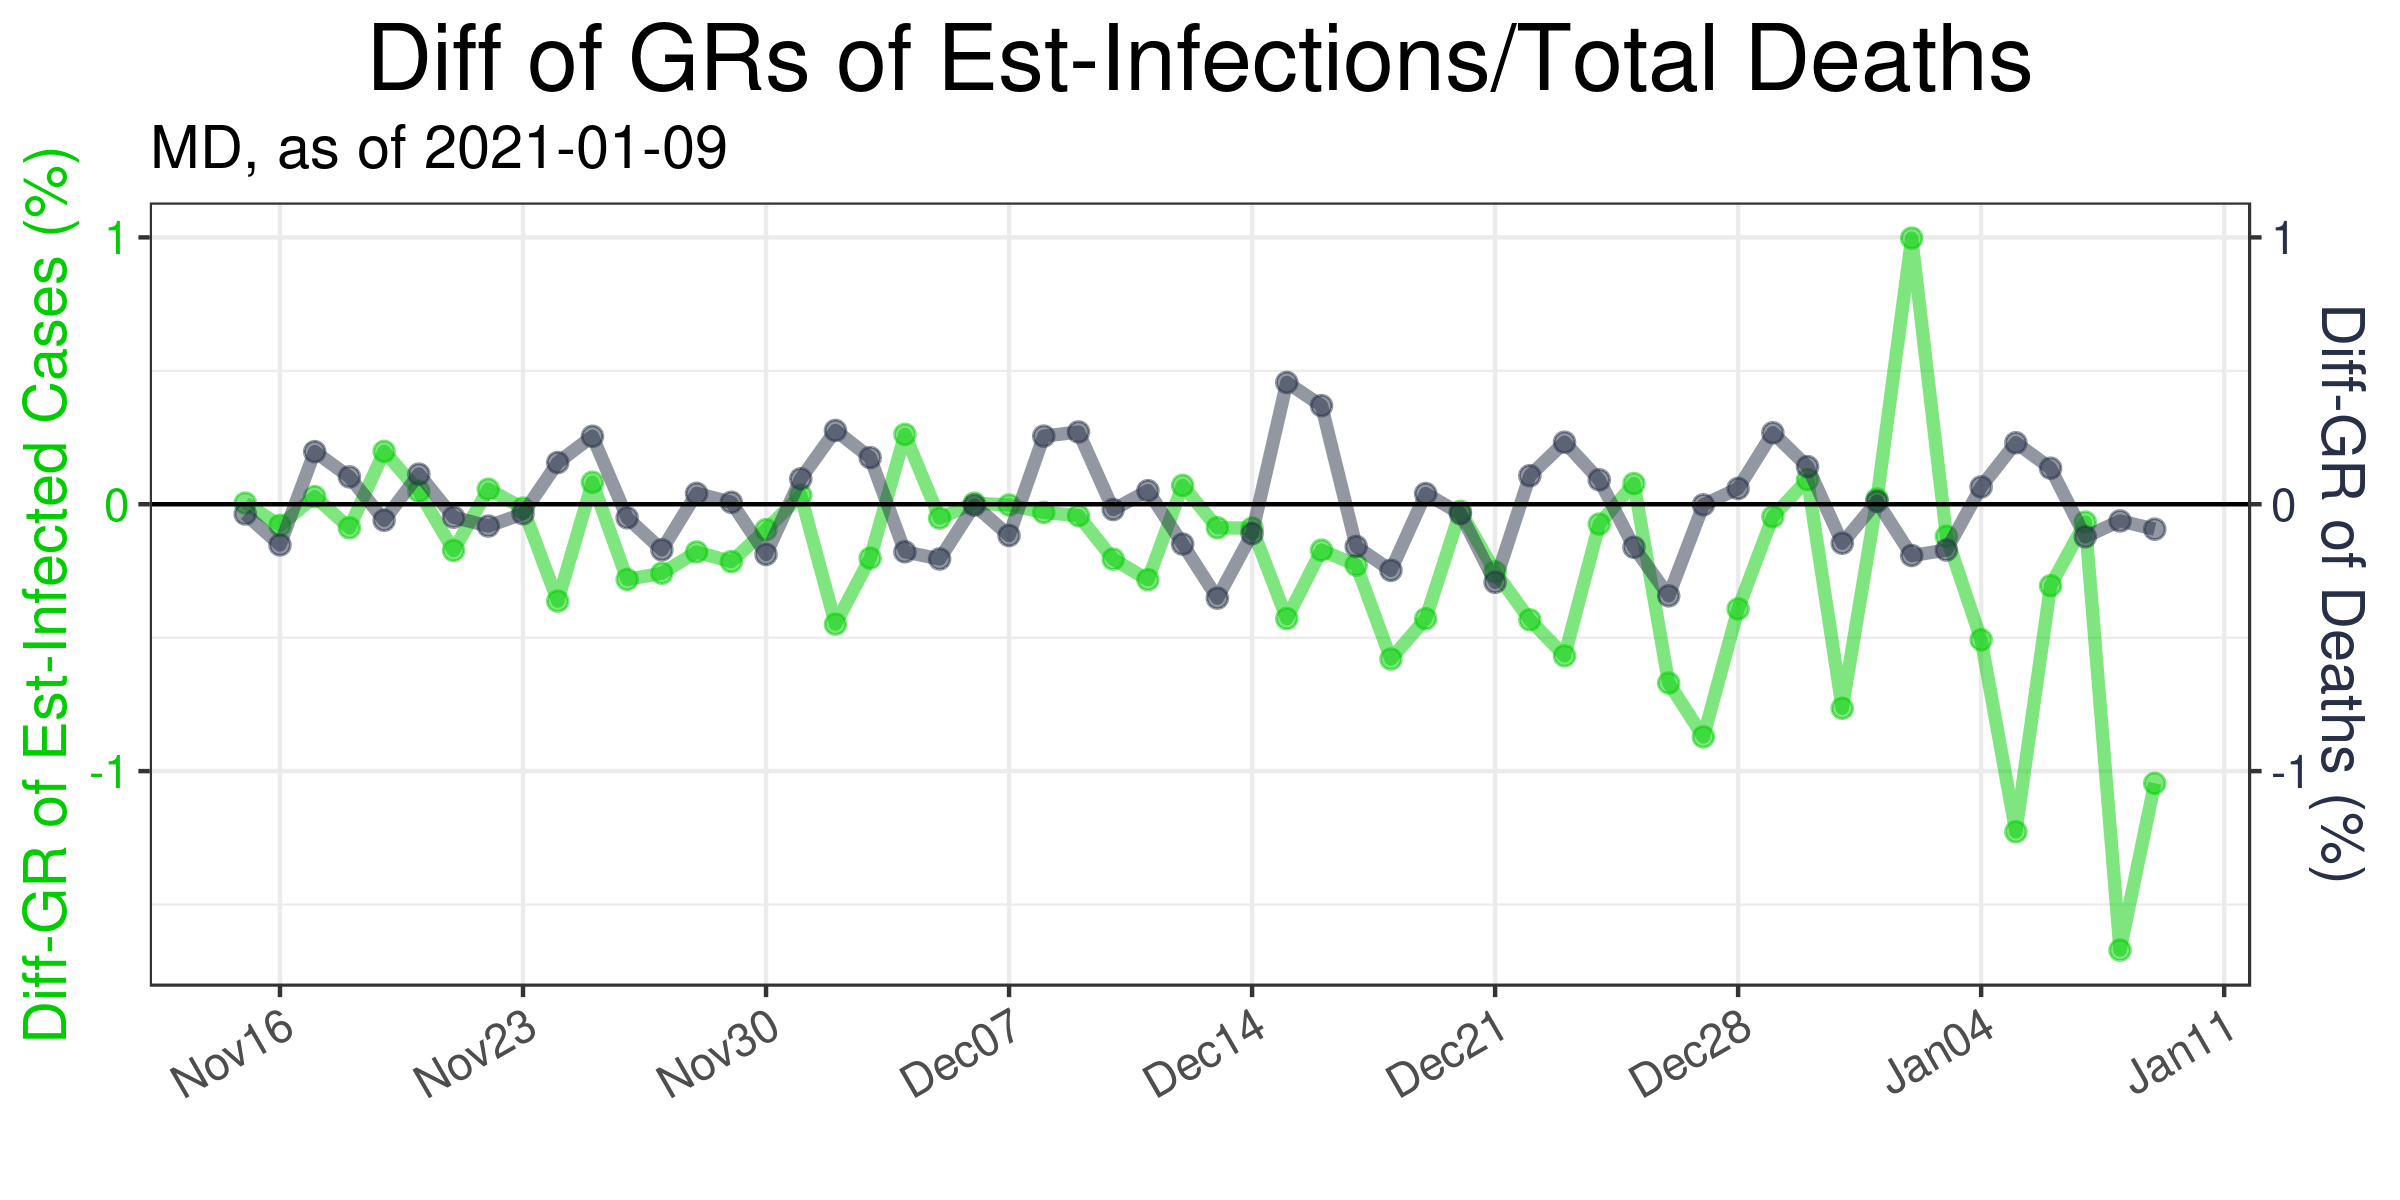 Diff of GRs of Est-Infections/Total Deaths
MD, as of 2021-01-09
Diff-GR of Est-Infected Cases (%)
1
0
-1
1
0
-1
Diff-GR of Deaths (%)
Nov16
Nov23
Nov30
Dec07
Dec14
Dec21
Dec28
Jan04
Jan11